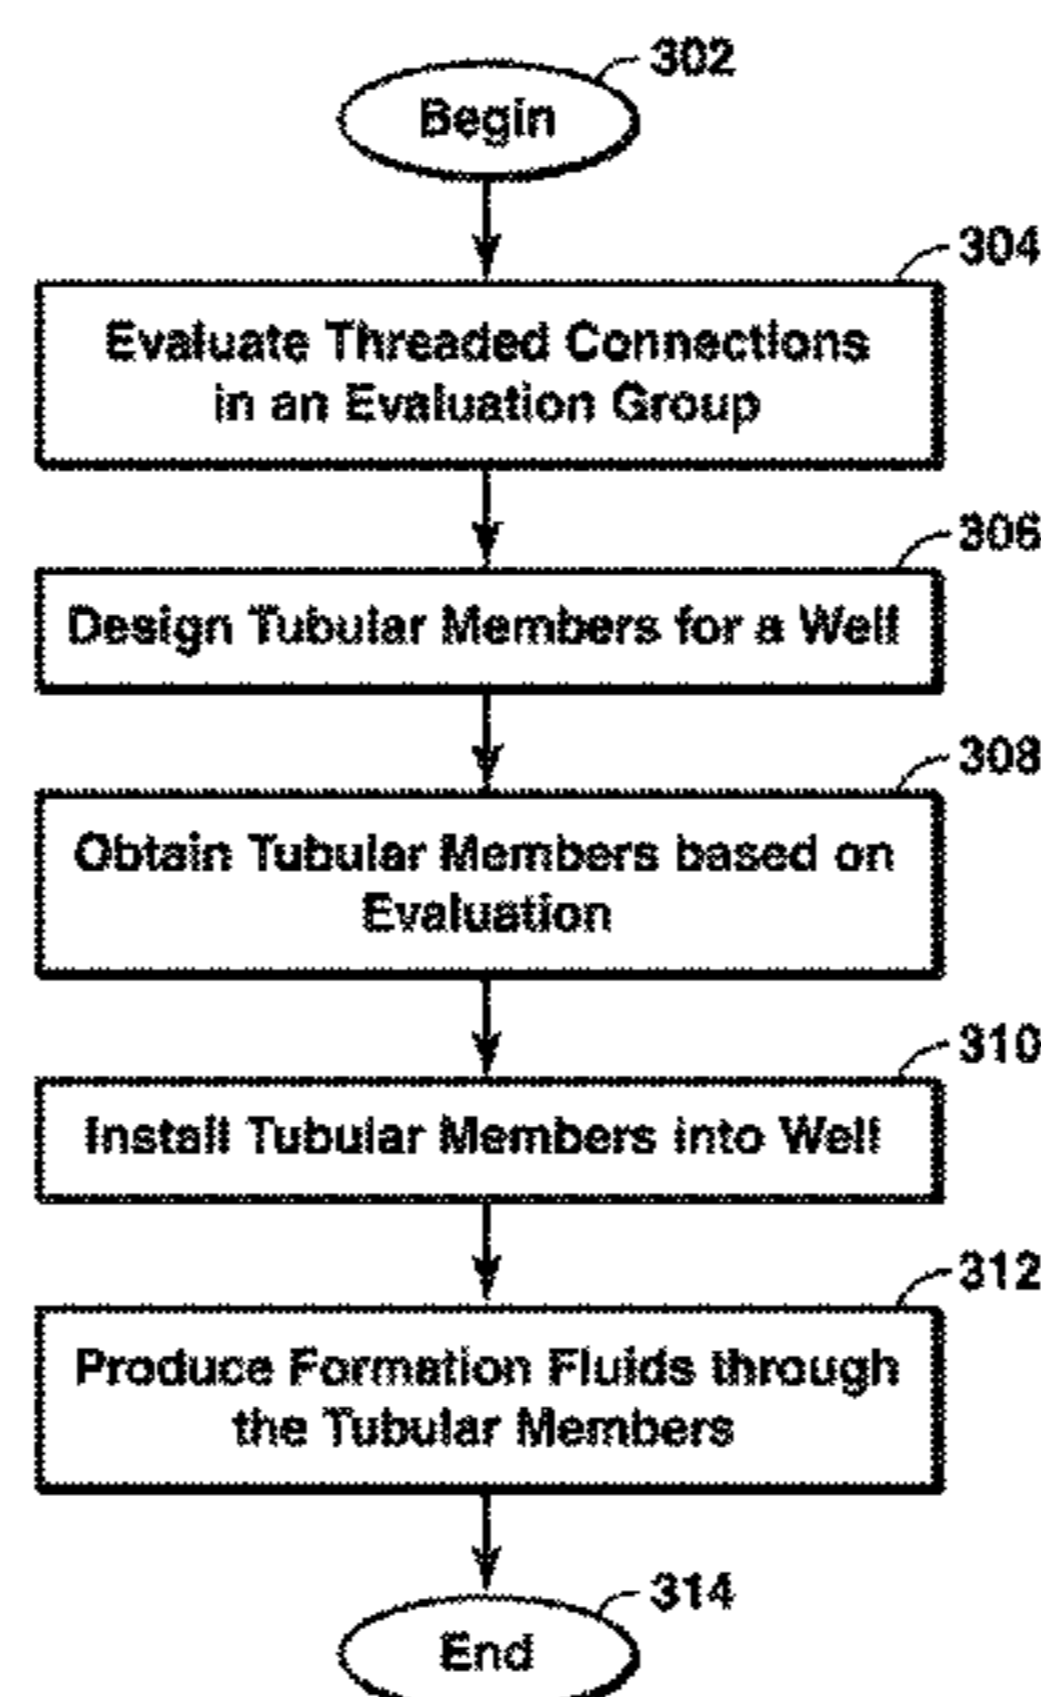 302
Begin
304
Evaluate Threaded Connections
in an Evaluation Group
306
Design Tubular Members for a Well
308
Obtain Tubular Members based on
Evaluation
310
Install Tubular Members into Well
312
Produce Formation Fluids through
the Tubular Members
314
End